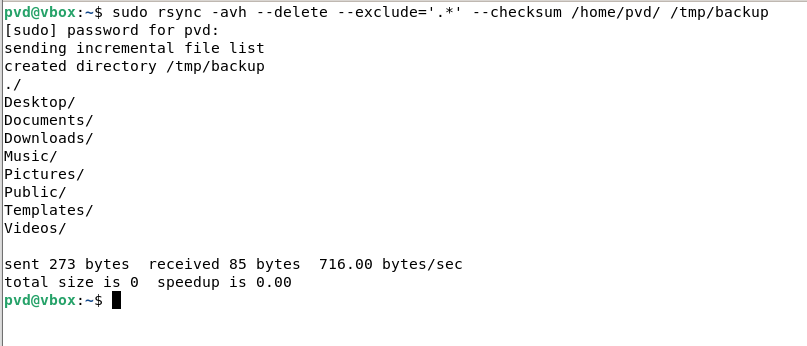 pvd@vbox:~$ sudo rsync -avh --delete --exclude='.*' --checksum /home/pvd/ /tmp/backup
[sudo] password for pvd:
sending incremental file list
created directory /tmp/backup
./
Desktop/
Documents/
Downloads/
Music/
Pictures/
Public/
Templates/
Videos/

sent 273 bytes  received 85 bytes  716.00 bytes/sec
total size is 0  speedup is 0.00
pvd@vbox:~$